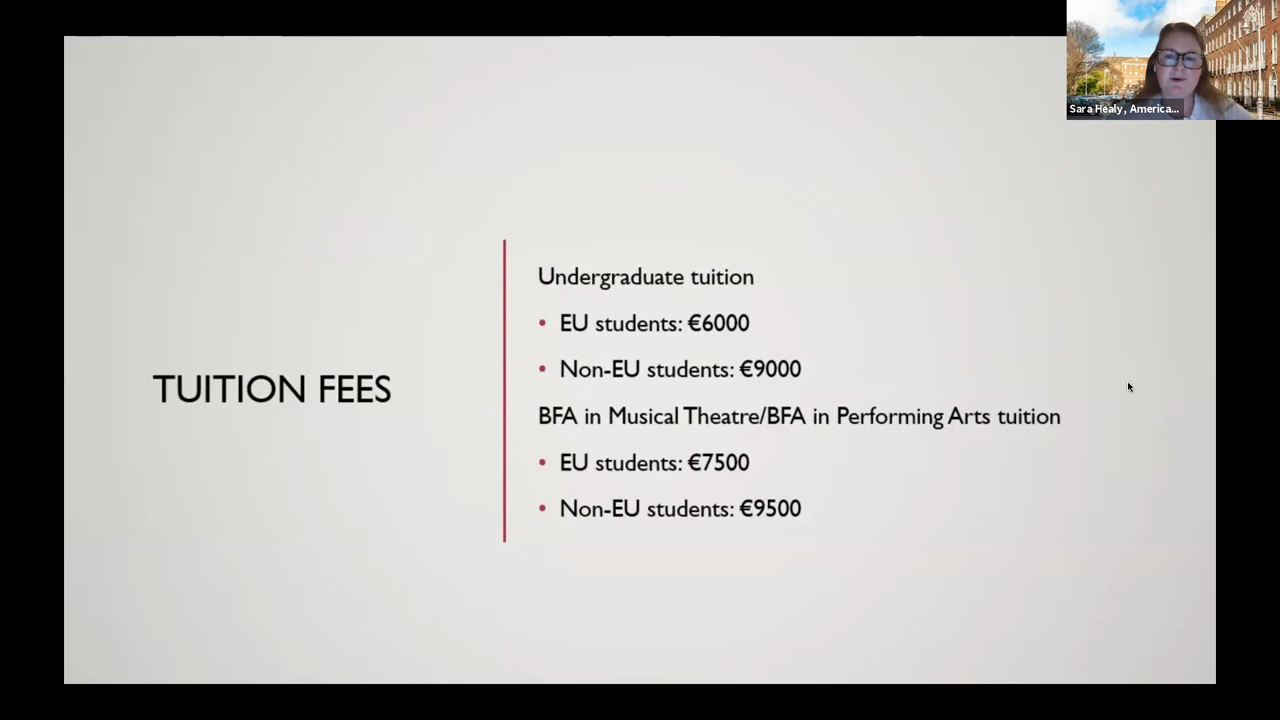 Sara Healy, America...
TUITION FEES
Undergraduate tuition
• EU students: €6000
• Non-EU students: €9000
BFA in Musical Theatre/BFA in Performing Arts tuition
• EU students: €7500
• Non-EU students: €9500